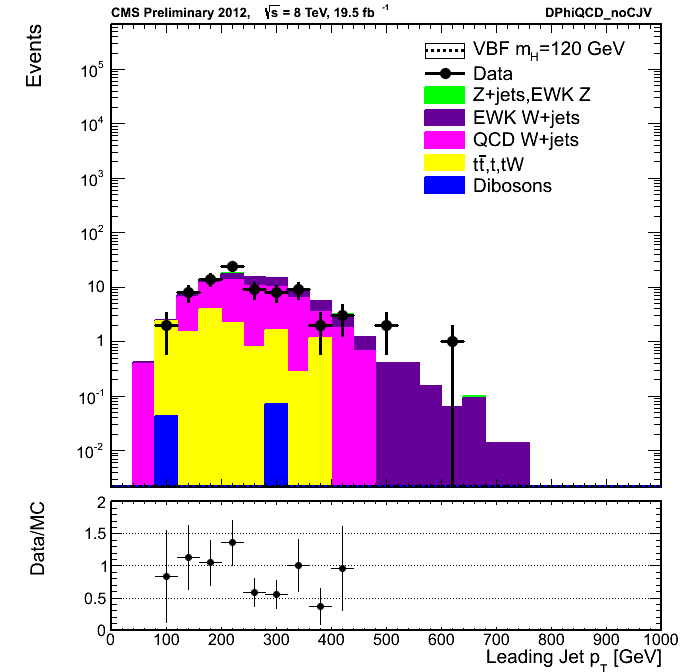 CMS Preliminary 2012, √s = 8 TeV, 19.5 fb⁻¹ DPhiQCD_noCJV
Events
VBF m_H=120 GeV
Data
Z+jets,EWK Z
EWK W+jets
QCD W+jets
tt̄,t,tW
Dibosons
10⁵
10⁴
10³
10²
10
1
10⁻¹
10⁻²
Data/MC
2
1.5
1
0.5
0
0 100 200 300 400 500 600 700 800 900 1000
Leading Jet p_T [GeV]